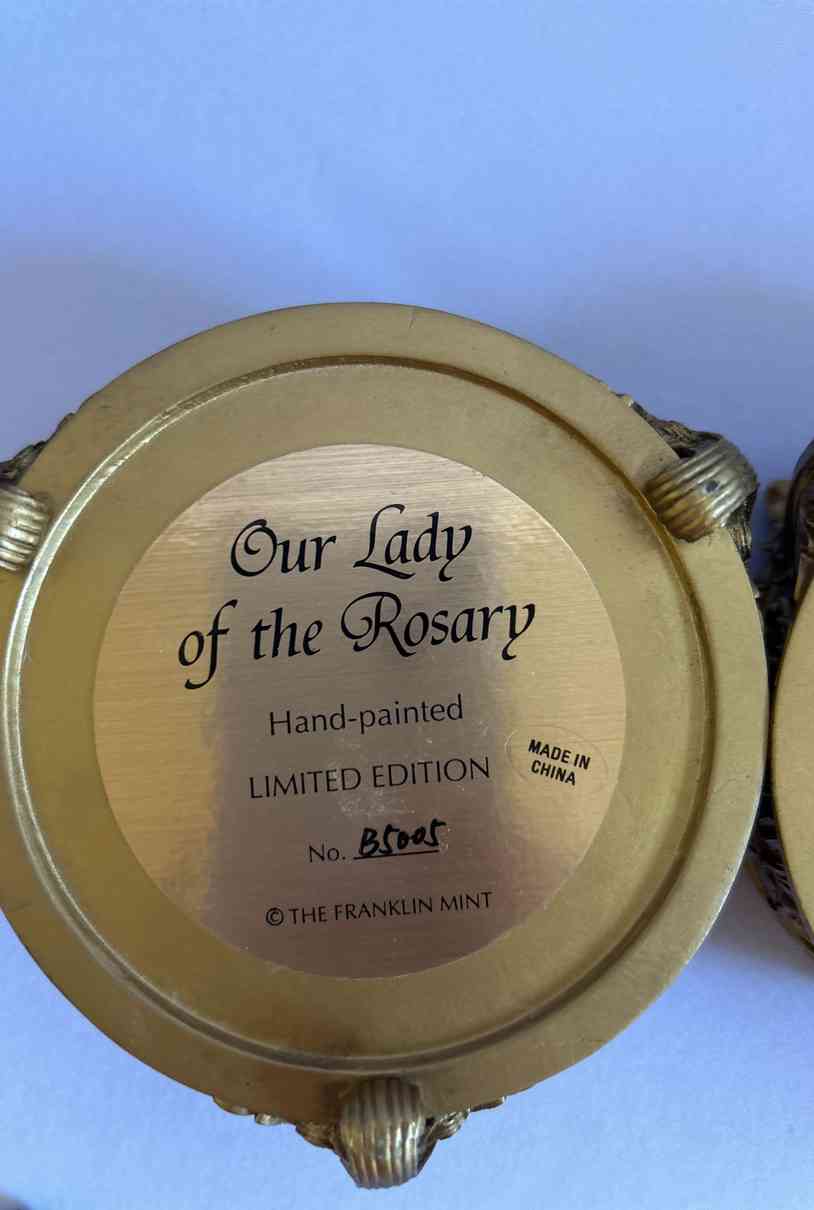 Our Lady
of the Rosary
Hand-painted
LIMITED EDITION
MADE IN
CHINA
No. B5005
© THE FRANKLIN MINT